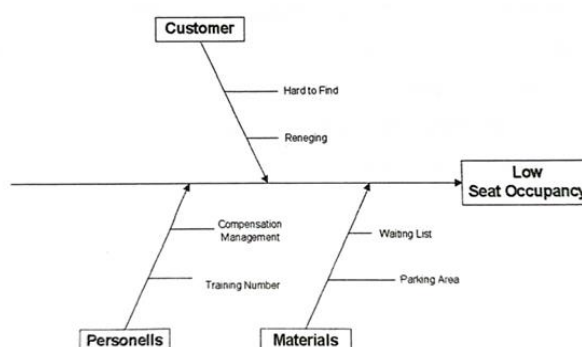 Customer
Hard to Find
Reneging
Low
Seat Occupancy
Compensation
Management
Waiting List
Training Number
Parking Area
Personells
Materials